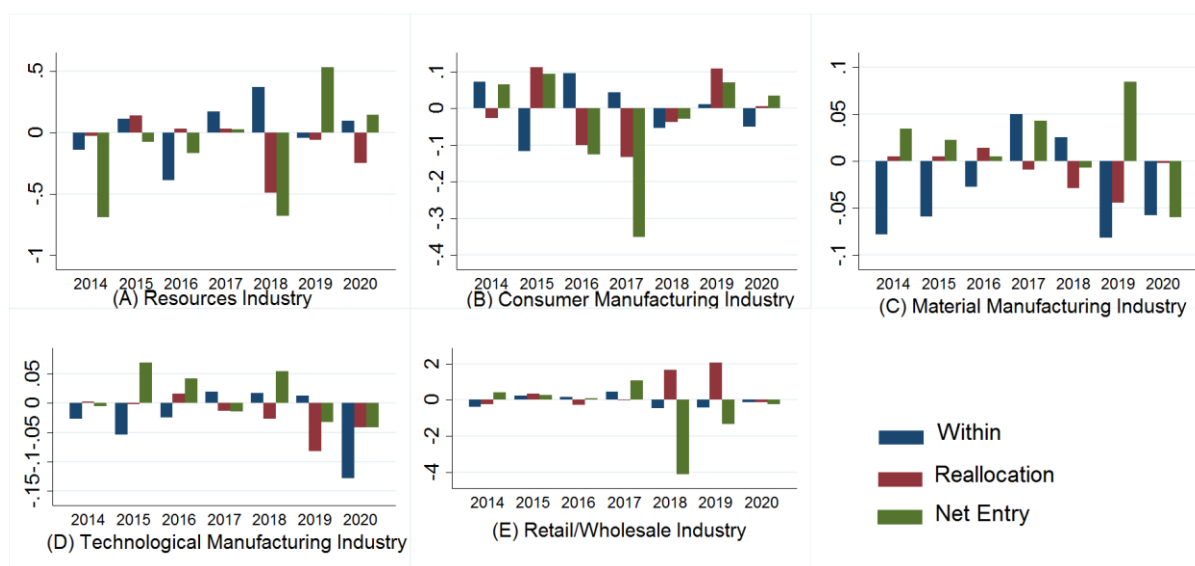 .5
0
-.5
-1
2014 2015 2016 2017 2018 2019 2020
(A) Resources Industry
.1
0
-.1
-.2
-.3
-.4
2014 2015 2016 2017 2018 2019 2020
(B) Consumer Manufacturing Industry
.1
.05
0
-.05
-.1
2014 2015 2016 2017 2018 2019 2020
(C) Material Manufacturing Industry
.05
0
-.05
-.1
-.15
2014 2015 2016 2017 2018 2019 2020
(D) Technological Manufacturing Industry
2
0
-2
-4
2014 2015 2016 2017 2018 2019 2020
(E) Retail/Wholesale Industry
Within
Reallocation
Net Entry